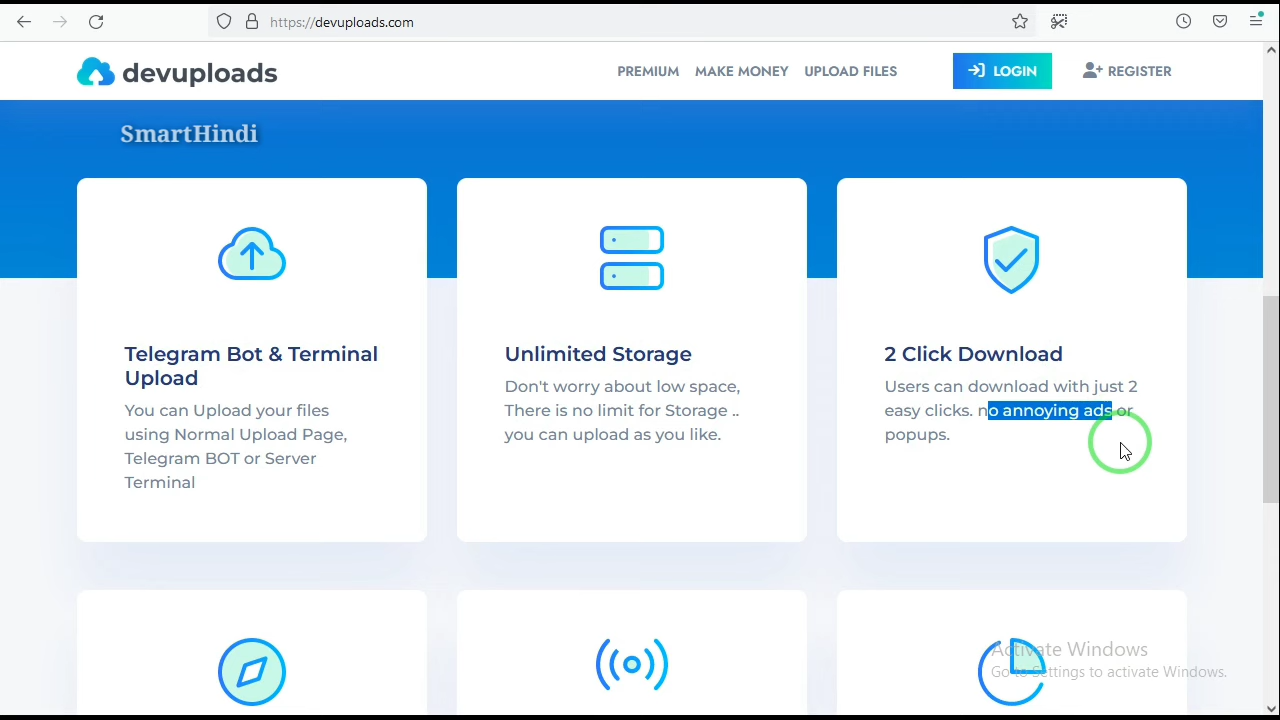 https://devuploads.com
devuploads
PREMIUM MAKE MONEY UPLOAD FILES LOGIN REGISTER
SmartHindi
Telegram Bot & Terminal
Upload
You can Upload your files
using Normal Upload Page,
Telegram BOT or Server
Terminal
Unlimited Storage
Don't worry about low space,
There is no limit for Storage ..
you can upload as you like.
2 Click Download
Users can download with just 2
easy clicks. no annoying ads or
popups.
Activate Windows
Go to Settings to activate Windows.